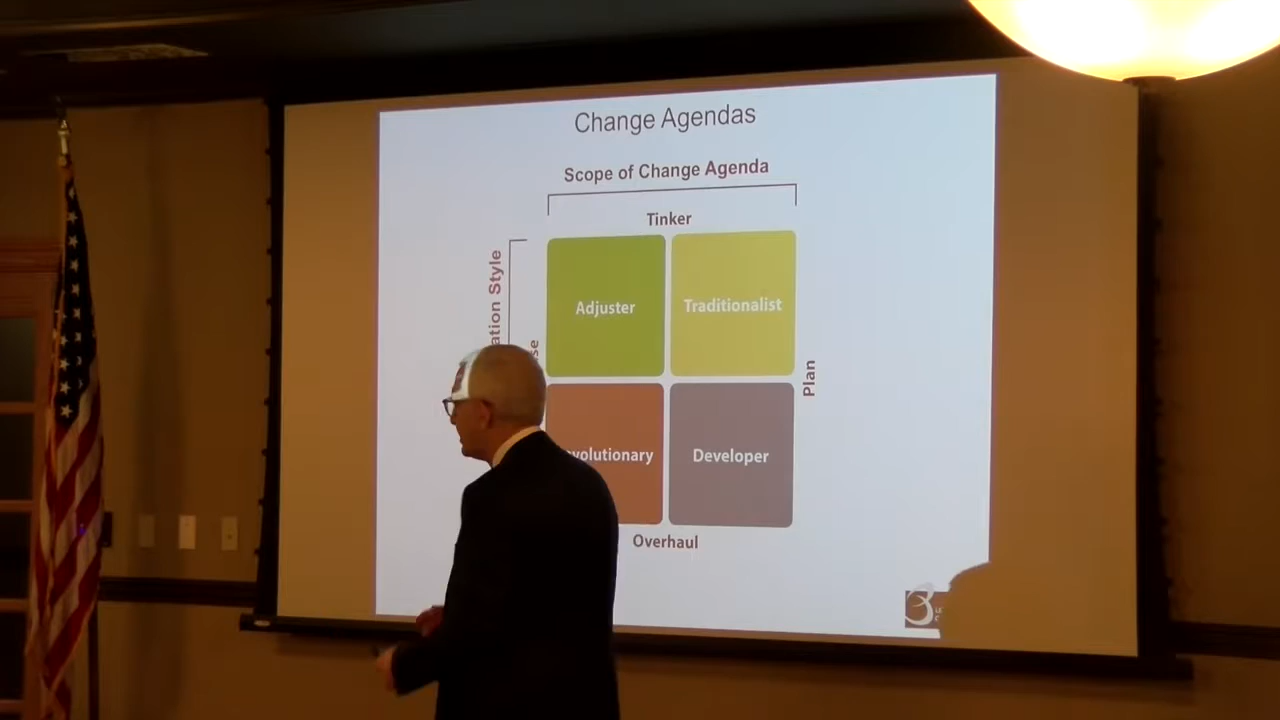 Change Agendas
Scope of Change Agenda
Tinker
Adjuster
Traditionalist
Plan
Developer
Overhaul